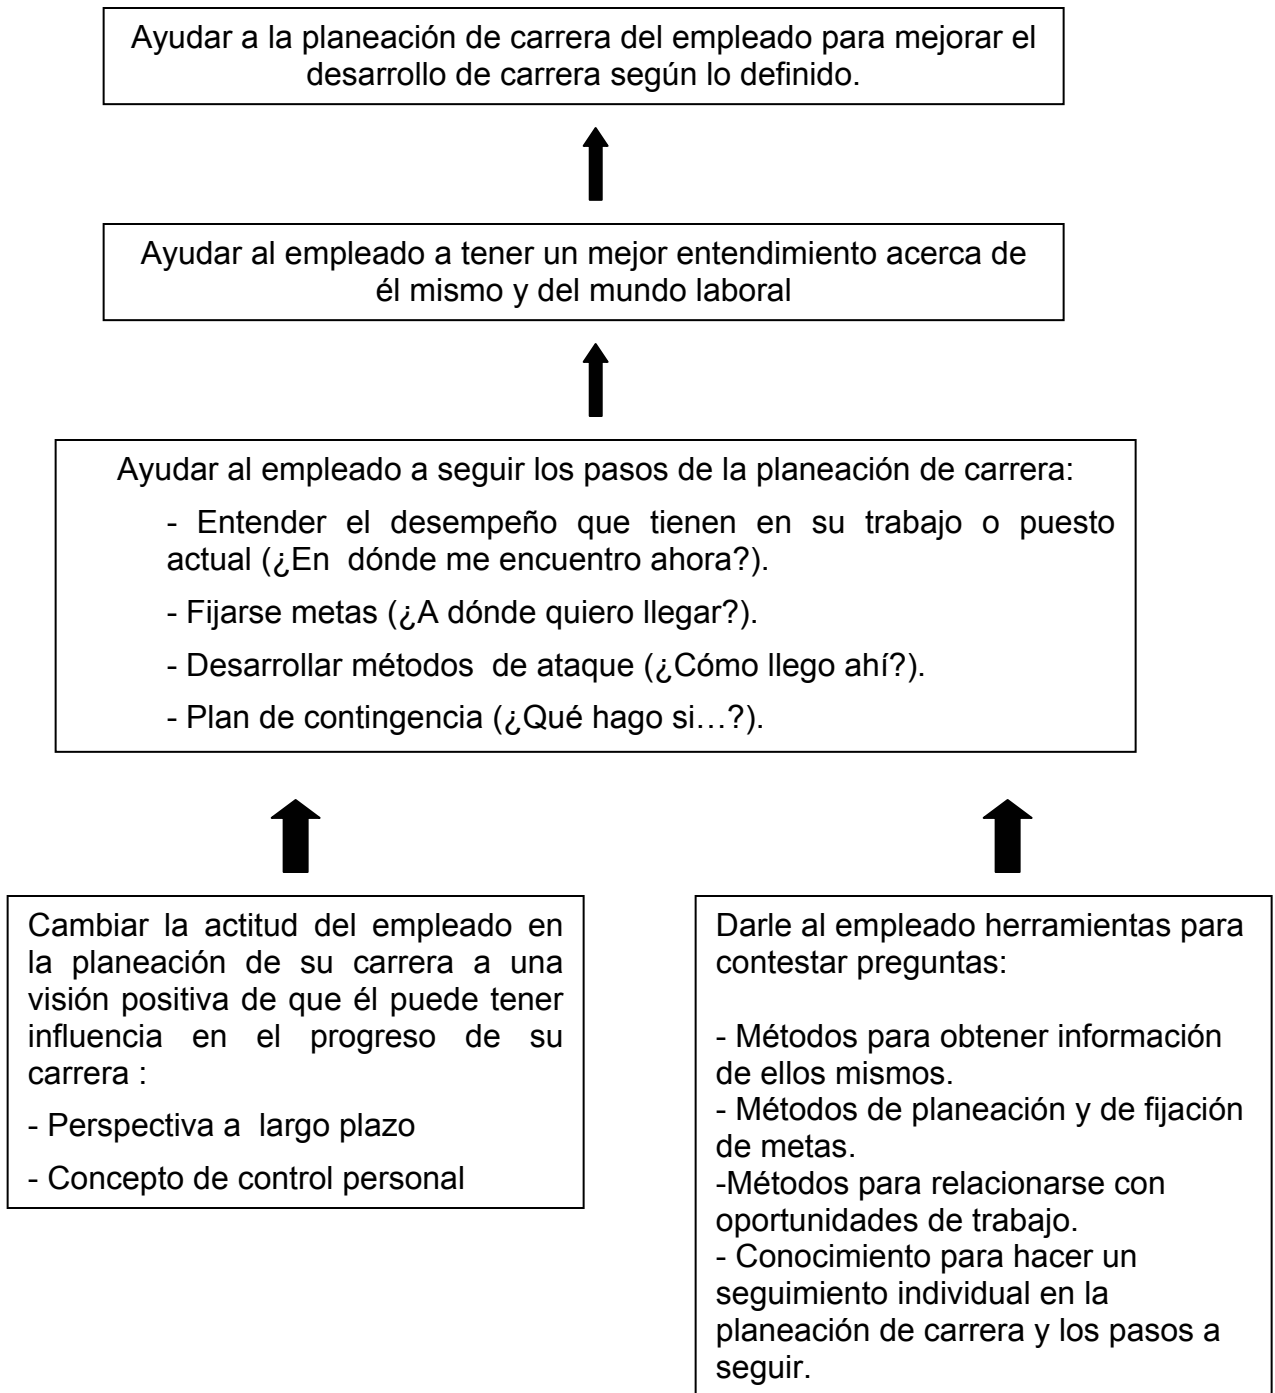 Ayudar a la planeación de carrera del empleado para mejorar el
desarrollo de carrera según lo definido.
Ayudar al empleado a tener un mejor entendimiento acerca de
él mismo y del mundo laboral
Ayudar al empleado a seguir los pasos de la planeación de carrera:
- Entender el desempeño que tienen en su trabajo o puesto
actual (¿En dónde me encuentro ahora?).
- Fijarse metas (¿A dónde quiero llegar?).
- Desarrollar métodos de ataque (¿Cómo llego ahí?).
- Plan de contingencia (¿Qué hago si…?).
Cambiar la actitud del empleado en
la planeación de su carrera a una
visión positiva de que él puede tener
influencia en el progreso de su
carrera :
- Perspectiva a largo plazo
- Concepto de control personal
Darle al empleado herramientas para
contestar preguntas:
- Métodos para obtener información
de ellos mismos.
- Métodos de planeación y de fijación
de metas.
-Métodos para relacionarse con
oportunidades de trabajo.
- Conocimiento para hacer un
seguimiento individual en la
planeación de carrera y los pasos a
seguir.